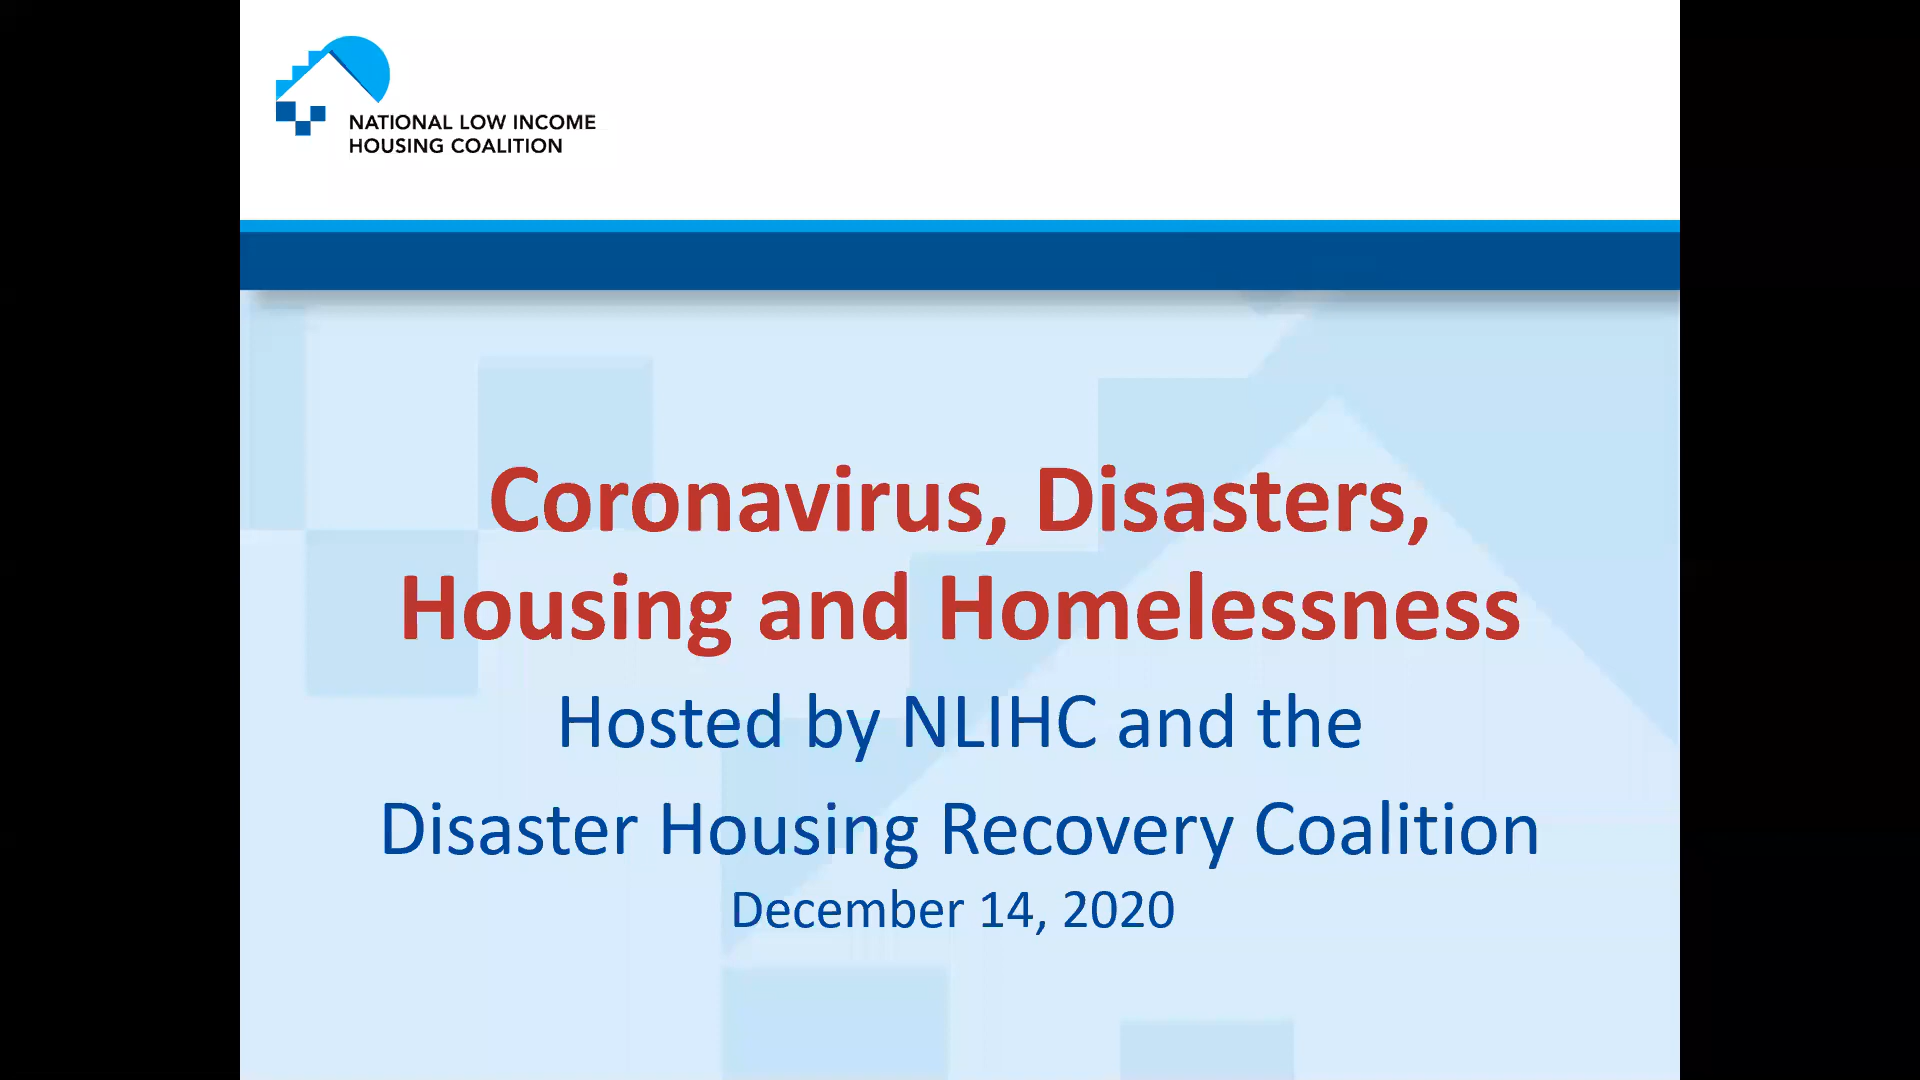 NATIONAL LOW INCOME
HOUSING COALITION
Coronavirus, Disasters,
Housing and Homelessness
Hosted by NLIHC and the
Disaster Housing Recovery Coalition
December 14, 2020